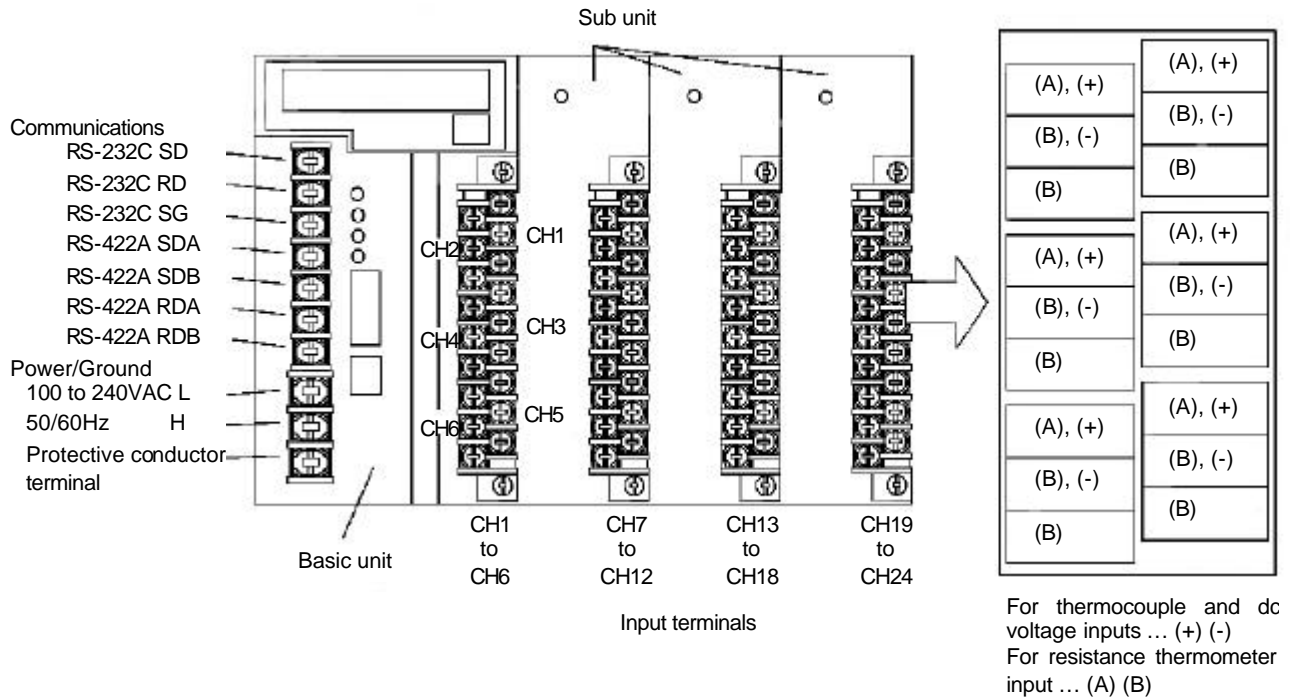 Sub unit
Communications
RS-232C SD
RS-232C RD
RS-232C SG
RS-422A SDA
RS-422A SDB
RS-422A RDA
RS-422A RDB
Power/Ground
100 to 240VAC L
50/60Hz H
Protective conductor
terminal
Basic unit
CH2
CH1
CH4
CH3
CH6
CH5
CH1
to
CH6
CH7
to
CH12
CH13
to
CH18
CH19
to
CH24
Input terminals
(A), (+)
(B), (-)
(B)
(A), (+)
(B), (-)
(B)
(A), (+)
(B), (-)
(B)
(A), (+)
(B), (-)
(B)
(A), (+)
(B), (-)
(B)
(A), (+)
(B), (-)
(B)
For thermocouple and dc
voltage inputs … (+) (-)
For resistance thermometer
input … (A) (B)